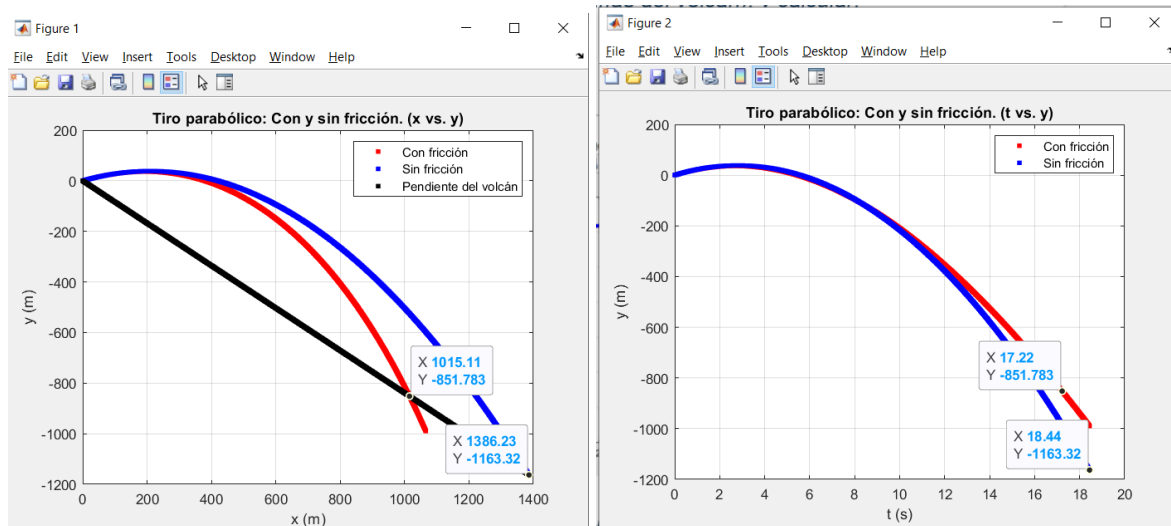 Figure 1
File Edit View Insert Tools Desktop Window Help
Tiro parabólico: Con y sin fricción. (x vs. y)
Con fricción
Sin fricción
Pendiente del volcán
200
0
-200
-400
-600
-800
-1000
-1200
y (m)
X 1015.11
Y -851.783
X 1386.23
Y -1163.32
0 200 400 600 800 1000 1200 1400
x (m)
Figure 2
File Edit View Insert Tools Desktop Window Help
Tiro parabólico: Con y sin fricción. (t vs. y)
Con fricción
Sin fricción
200
0
-200
-400
-600
-800
-1000
-1200
y (m)
X 17.22
Y -851.783
X 18.44
Y -1163.32
0 2 4 6 8 10 12 14 16 18 20
t (s)